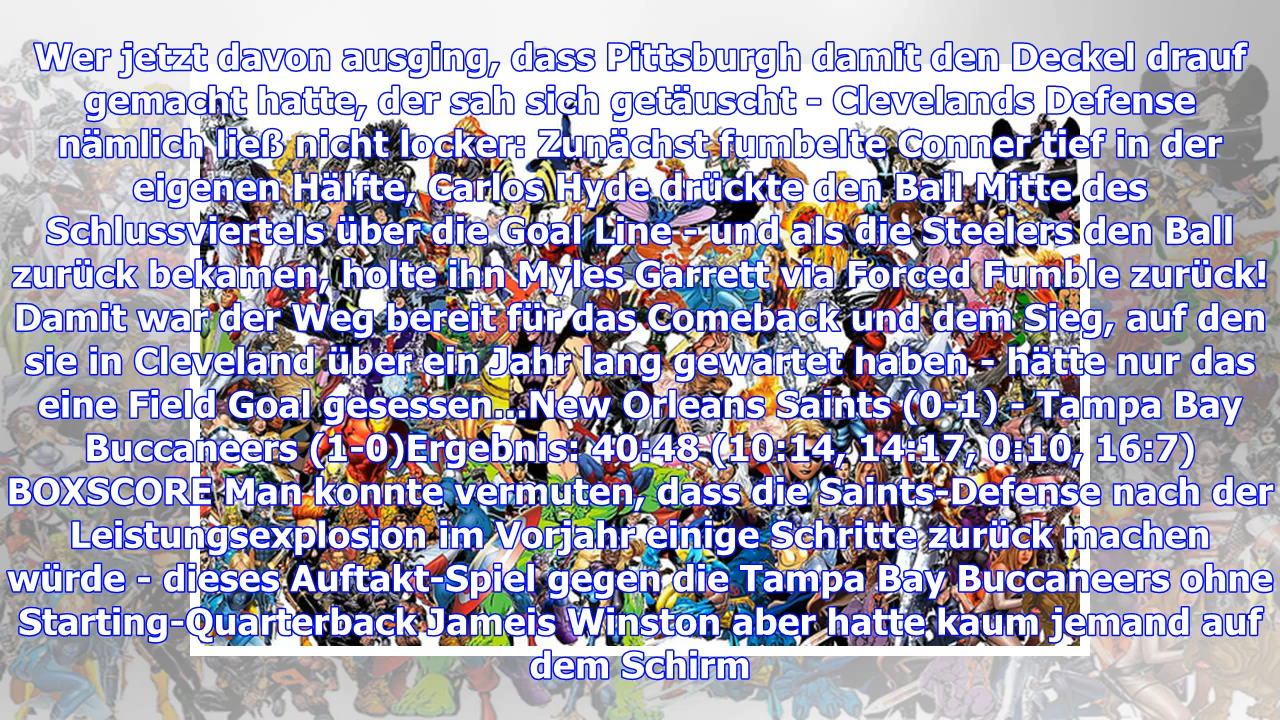 Wer jetzt davon ausging, dass Pittsburgh damit den Deckel drauf
gemacht hatte, der sah sich getäuscht - Clevelands Defense
nämlich ließ nicht locker: Zunächst fumbelte Conner tief in der
eigenen Hälfte, Carlos Hyde drückte den Ball Mitte des
Schlussviertels über die Goal Line - und als die Steelers den Ball
zurück bekamen, holte ihn Myles Garrett via Forced Fumble zurück!
Damit war der Weg bereit für das Comeback und dem Sieg, auf den
sie in Cleveland über ein Jahr lang gewartet haben - hätte nur das
eine Field Goal gesessen...New Orleans Saints (0-1) - Tampa Bay
Buccaneers (1-0)Ergebnis: 40:48 (10:14, 14:17, 0:10, 16:7)
BOXSCORE Man konnte vermuten, dass die Saints-Defense nach der
Leistungsexplosion im Vorjahr einige Schritte zurück machen
würde - dieses Auftakt-Spiel gegen die Tampa Bay Buccaneers ohne
Starting-Quarterback Jameis Winston aber hatte kaum jemand auf
dem Schirm